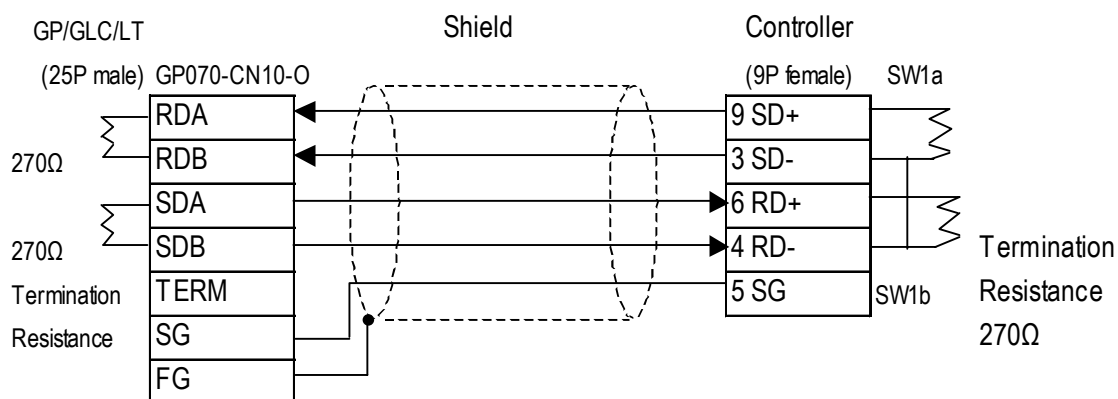 GP/GLC/LT
Shield
Controller
(25P male) GP070-CN10-O
(9P female)
SW1a
RDA
9 SD+
RDB
3 SD-
270Ω
SDA
6 RD+
SDB
4 RD-
270Ω
Termination
Resistance
TERM
5 SG
SW1b
Termination
Resistance
270Ω
SG
FG